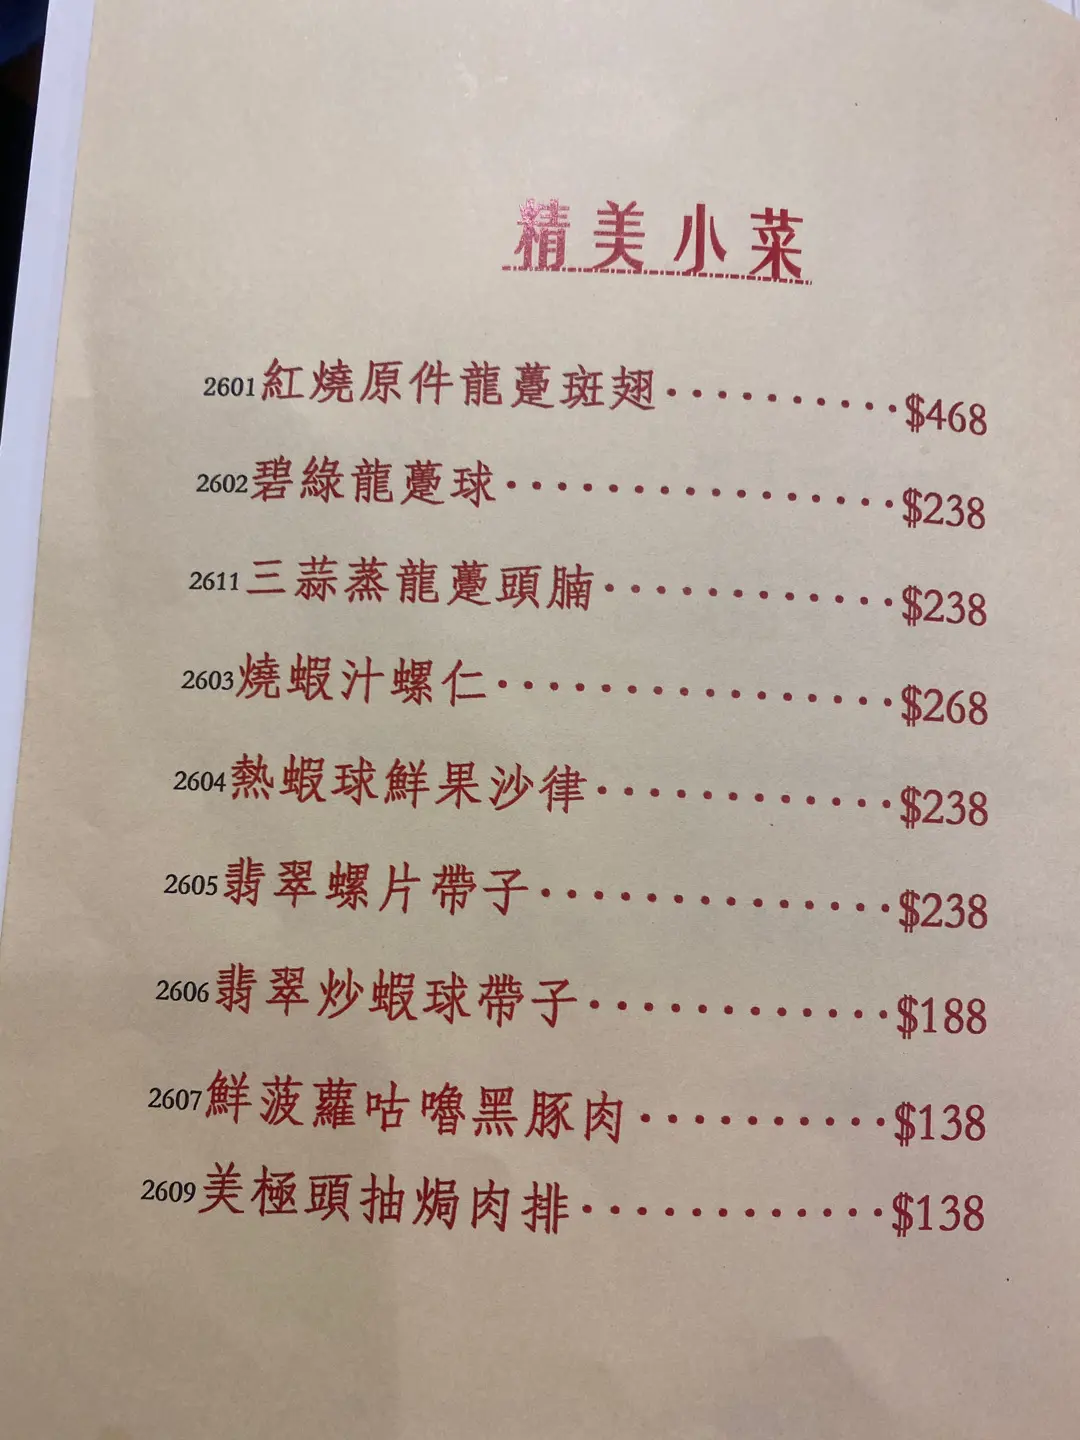 精美小菜
2601紅燒原件龍躉斑翅··········$468
2602碧綠龍躉球················$238
2611三蒜蒸龍躉頭腩············$238
2603燒蝦汁螺仁················$268
2604熱蝦球鮮果沙律············$238
2605翡翠螺片帶子··············$238
2606翡翠炒蝦球帶子············$188
2607鮮菠蘿咕嚕黑豚肉··········$138
2609美極頭抽焗肉排············$138